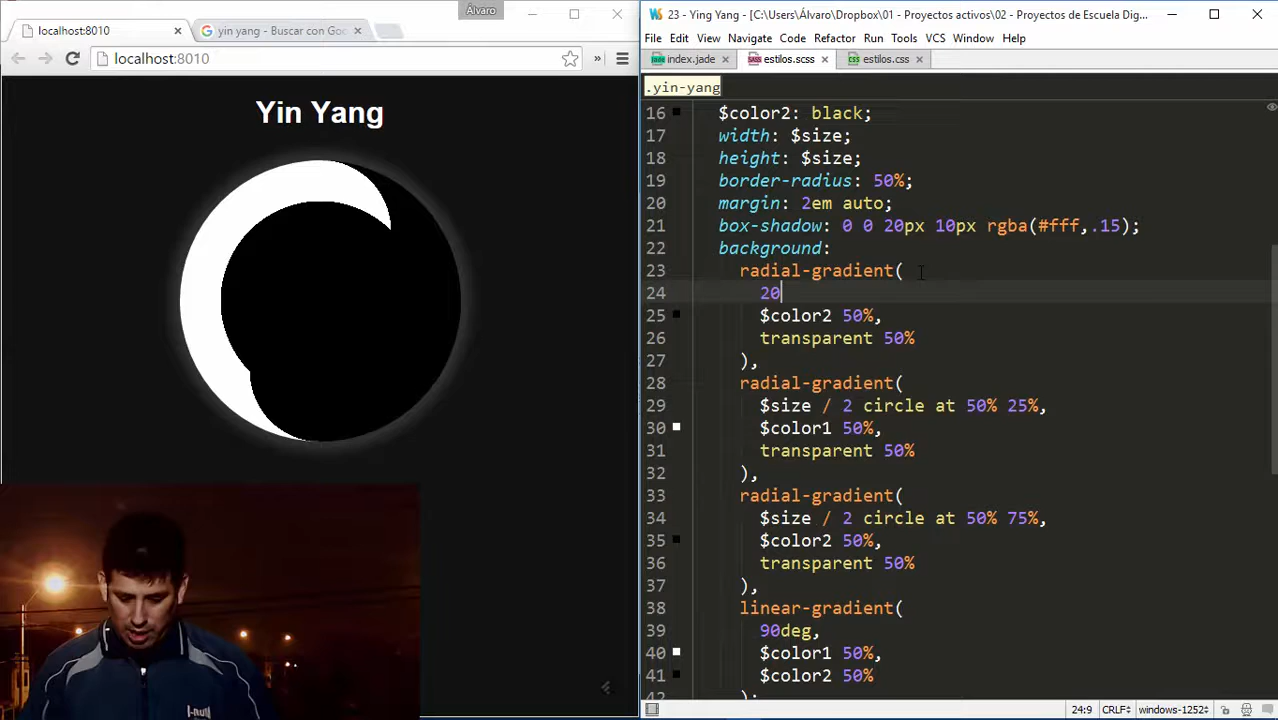 Álvaro
localhost:8010
yin yang - Buscar con Goo
localhost:8010
»
Yin Yang
23 - Ying Yang - [C:\Users\Álvaro\Dropbox\01 - Proyectos activos\02 - Proyectos de Escuela Dig...
File Edit View Navigate Code Refactor Run Tools VCS Window Help
index.jade
estilos.scss
estilos.css
.yin-yang
16 $color2: black;
17 width: $size;
18 height: $size;
19 border-radius: 50%;
20 margin: 2em auto;
21 box-shadow: 0 0 20px 10px rgba(#fff,.15);
22 background:
23 radial-gradient(
24 20
25 $color2 50%,
26 transparent 50%
27 ),
28 radial-gradient(
29 $size / 2 circle at 50% 25%,
30 $color1 50%,
31 transparent 50%
32 ),
33 radial-gradient(
34 $size / 2 circle at 50% 75%,
35 $color2 50%,
36 transparent 50%
37 ),
38 linear-gradient(
39 90deg,
40 $color1 50%,
41 $color2 50%
42 );
24:9 CRLF windows-1252